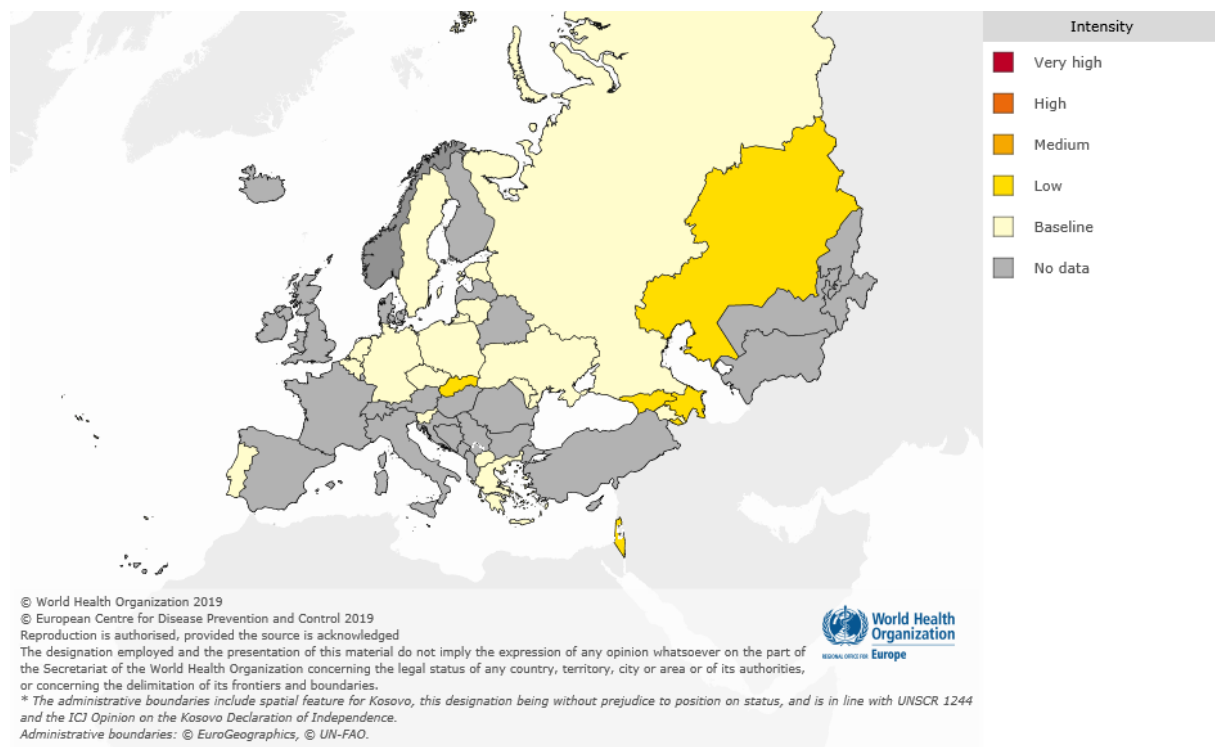 Intensity
Very high
High
Medium
Low
Baseline
No data
© World Health Organization 2019
© European Centre for Disease Prevention and Control 2019
Reproduction is authorised, provided the source is acknowledged
The designation employed and the presentation of this material do not imply the expression of any opinion whatsoever on the part of
the Secretariat of the World Health Organization concerning the legal status of any country, territory, city or area or of its authorities,
or concerning the delimitation of its frontiers and boundaries.
* The administrative boundaries include spatial feature for Kosovo, this designation being without prejudice to position on status, and is in line with UNSCR 1244
and the ICJ Opinion on the Kosovo Declaration of Independence.
Administrative boundaries: © EuroGeographics, © UN-FAO.
World Health
Organization
REGIONAL OFFICE FOR Europe